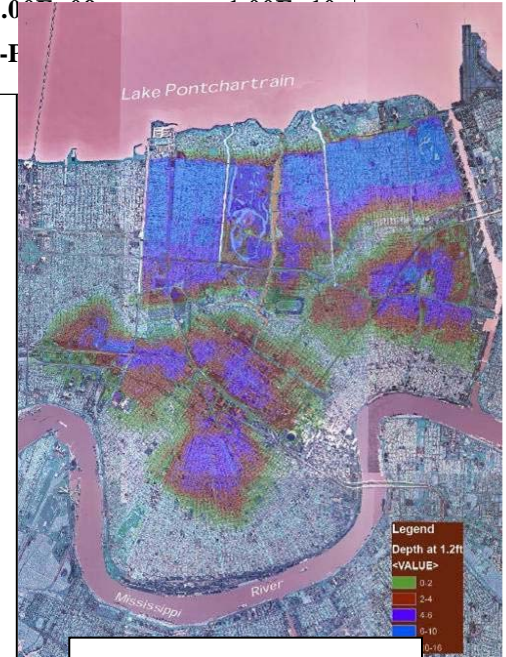 Lake Pontchartrain
Mississippi
River
Legend
Depth at 1.2ft
<VALUE>
0-2
2-4
4-6
6-10
0-16